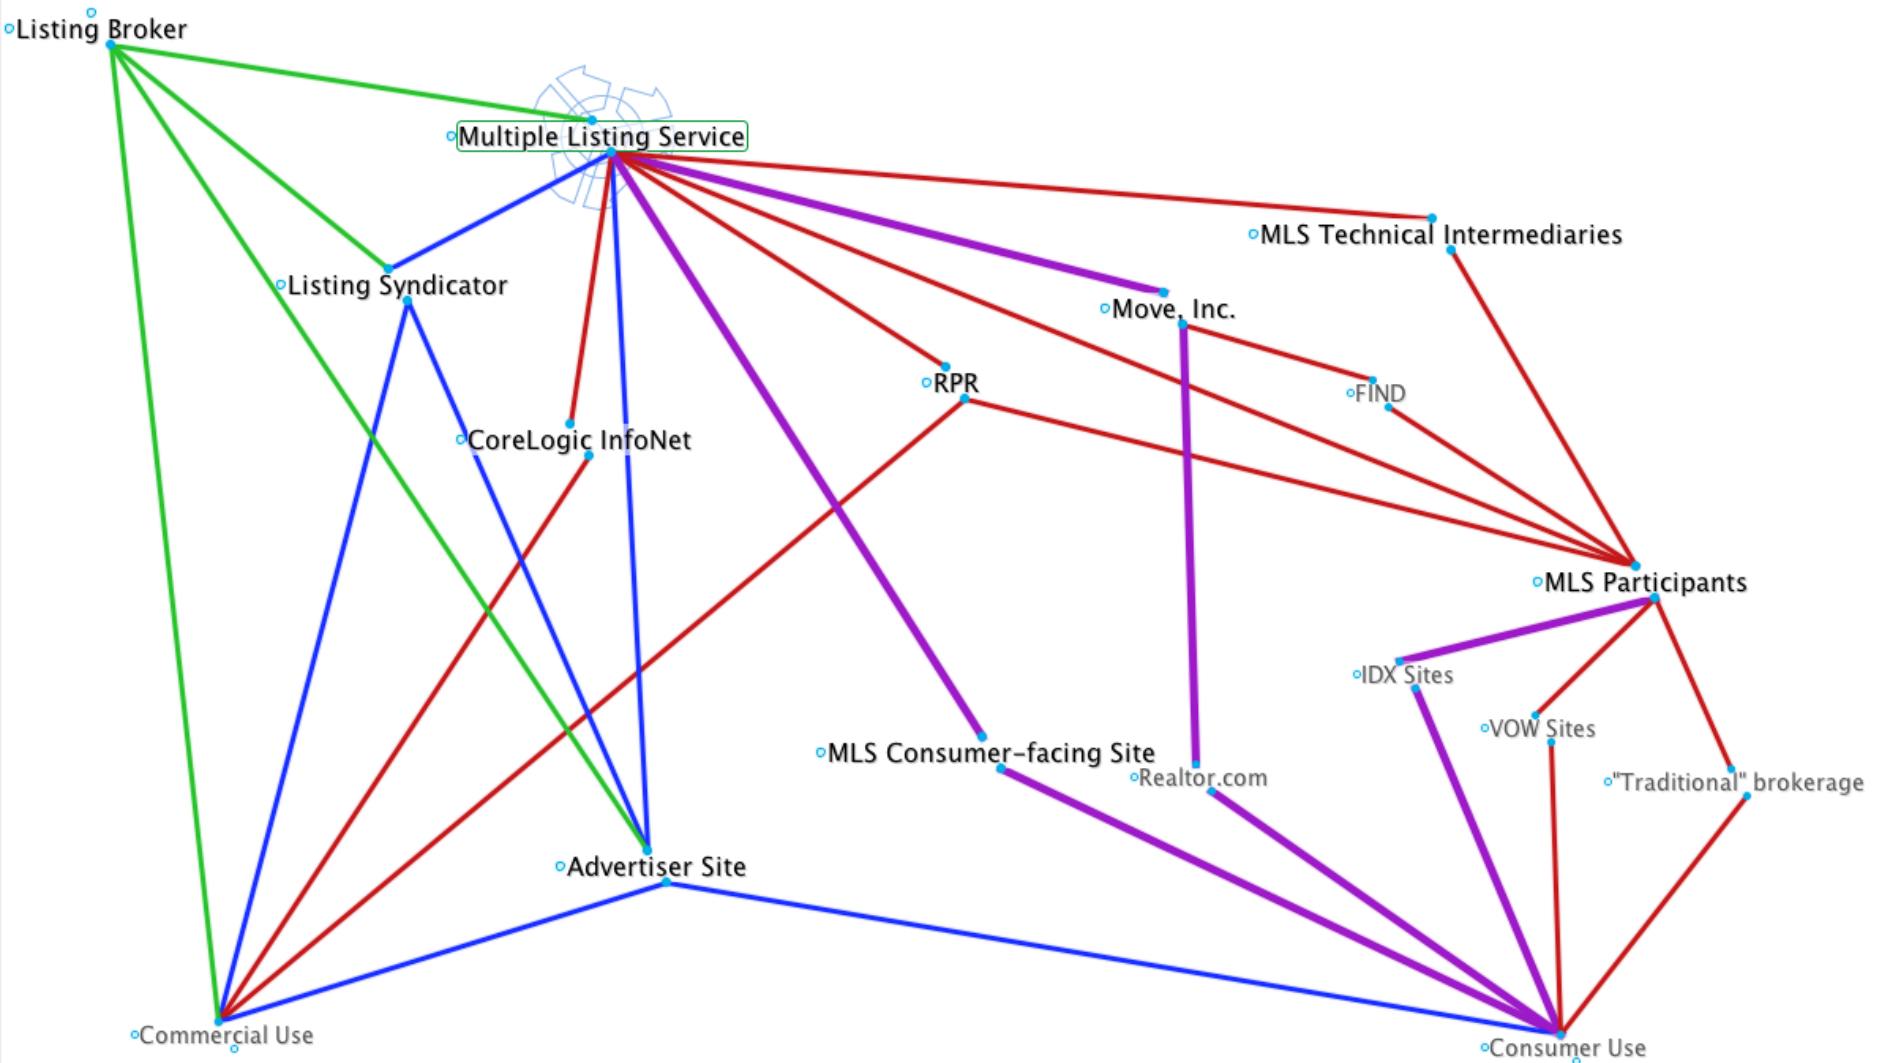 Listing Broker
Multiple Listing Service
MLS Technical Intermediaries
Listing Syndicator
Move, Inc.
RPR
FIND
CoreLogic InfoNet
MLS Participants
IDX Sites
VOW Sites
MLS Consumer-facing Site
Realtor.com
"Traditional" brokerage
Advertiser Site
Commercial Use
Consumer Use